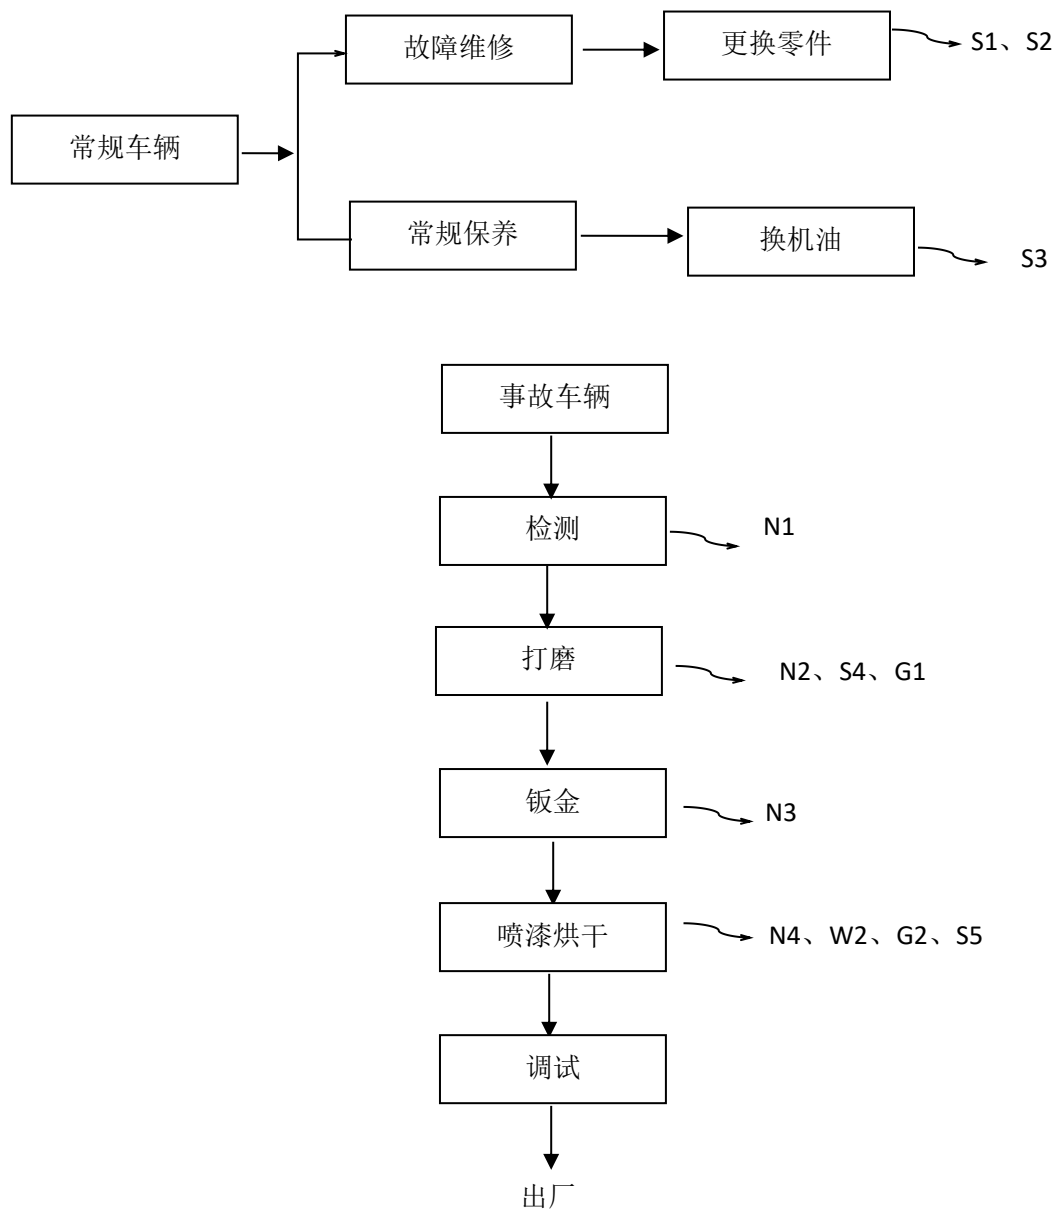 故障维修
更换零件
S1、S2
常规车辆
常规保养
换机油
S3
事故车辆
检测
N1
打磨
N2、S4、G1
钣金
N3
喷漆烘干
N4、W2、G2、S5
调试
出厂